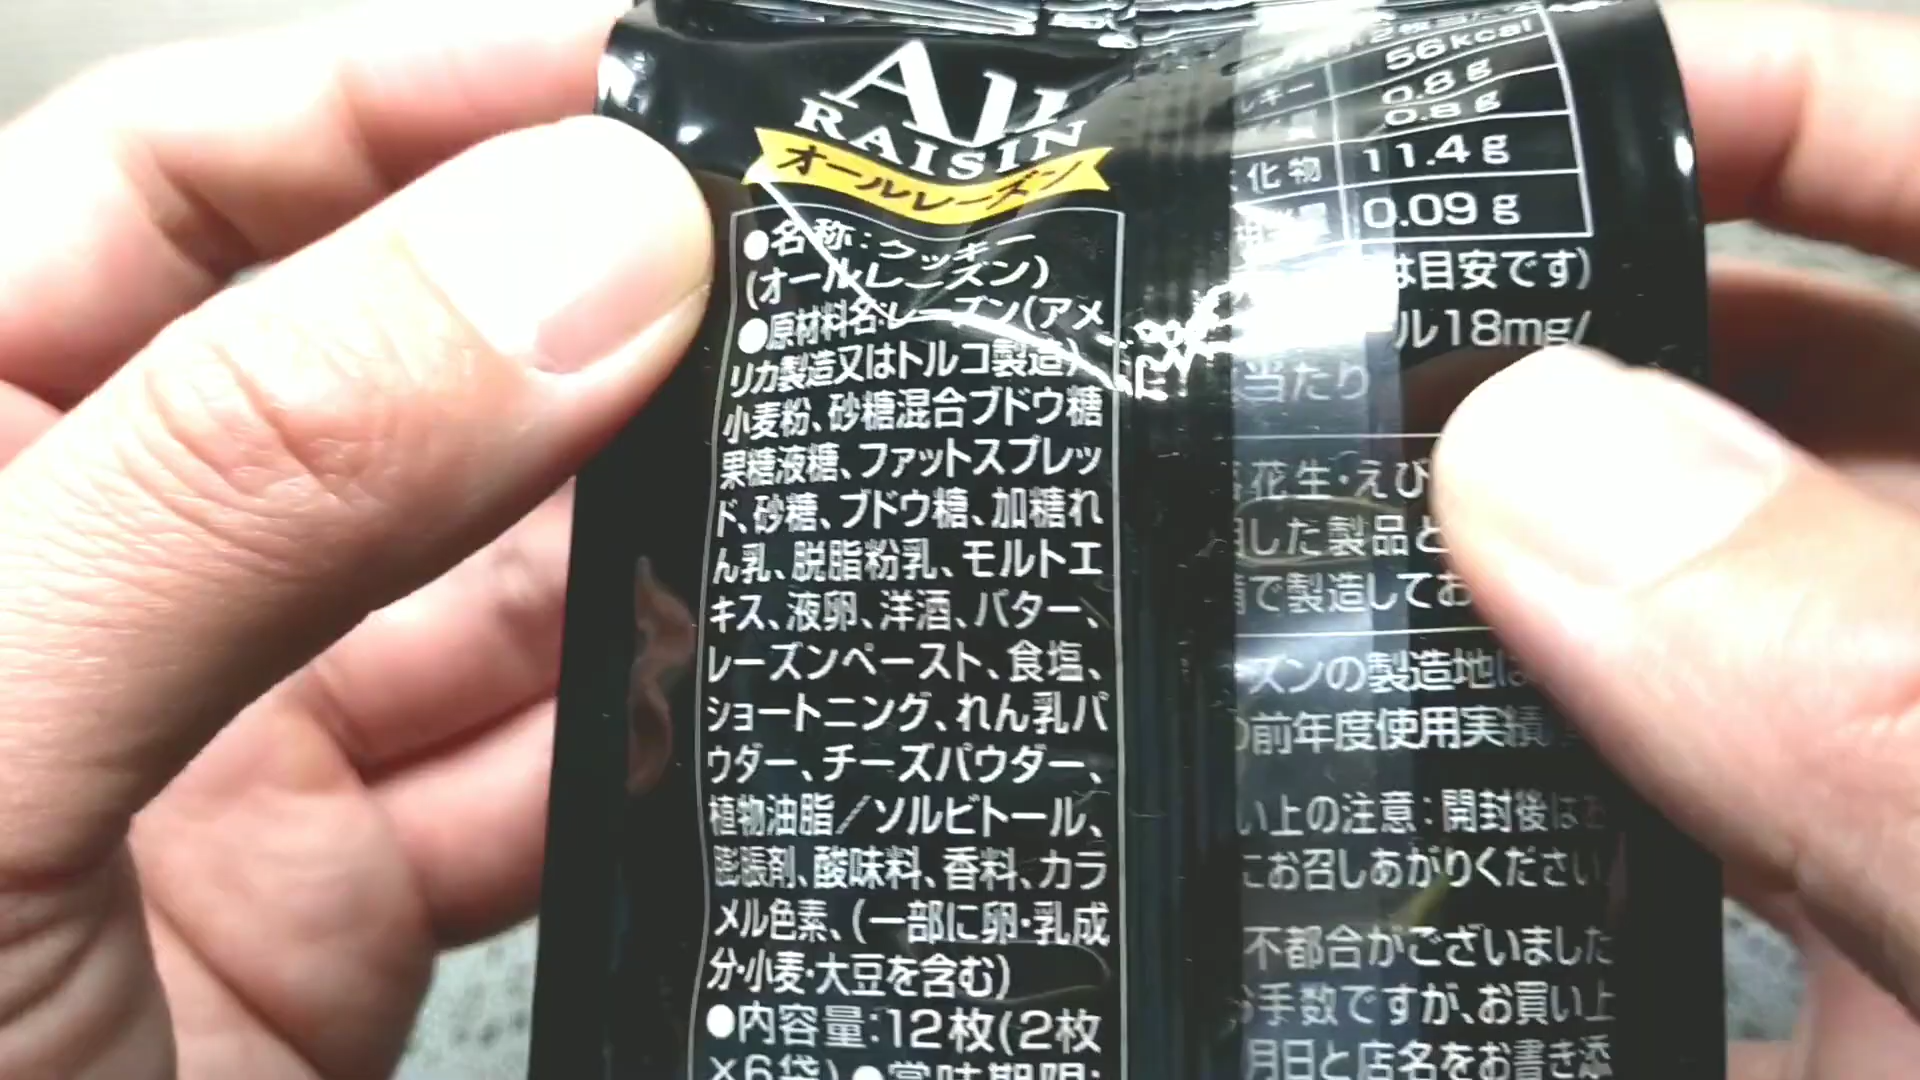 All
RAISIN
オールレーズン
●名称:クッキー
(オールレーズン)
●原材料名:レーズン(アメ
リカ製造又はトルコ製造)、
小麦粉、砂糖混合ブドウ糖
果糖液糖、ファットスプレッ
ド、砂糖、ブドウ糖、加糖れ
ん乳、脱脂粉乳、モルトエ
キス、液卵、洋酒、バター、
レーズンペースト、食塩、
ショートニング、れん乳パ
ウダー、チーズパウダー、
植物油脂/ソルビトール、
膨脹剤、酸味料、香料、カラ
メル色素、(一部に卵・乳成
分・小麦・大豆を含む)
●内容量:12枚(2枚
×6袋)●賞味期限:
56kcal
ルギー
0.8g
0.8g
化物 11.4g
0.09g
は目安です)
ル18mg/
当たり
花生・えび
した製品と
で製造してお
ズンの製造地は
前年度使用実績
い上の注意:開封後はお
にお召しあがりください
不都合がございました
お手数ですが、お買い上
月日と店名をお書き添